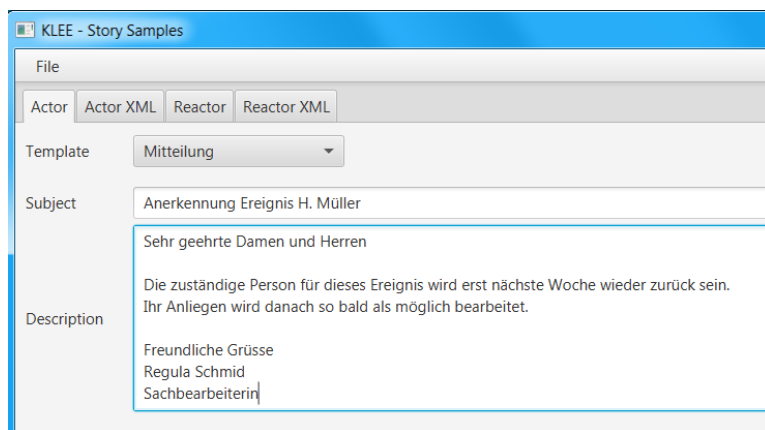 KLEE - Story Samples
File
Actor Actor XML Reactor Reactor XML
Template Mitteilung
Subject Anerkennung Ereignis H. Müller
Description
Sehr geehrte Damen und Herren
Die zuständige Person für dieses Ereignis wird erst nächste Woche wieder zurück sein.
Ihr Anliegen wird danach so bald als möglich bearbeitet.
Freundliche Grüsse
Regula Schmid
Sachbearbeiterin